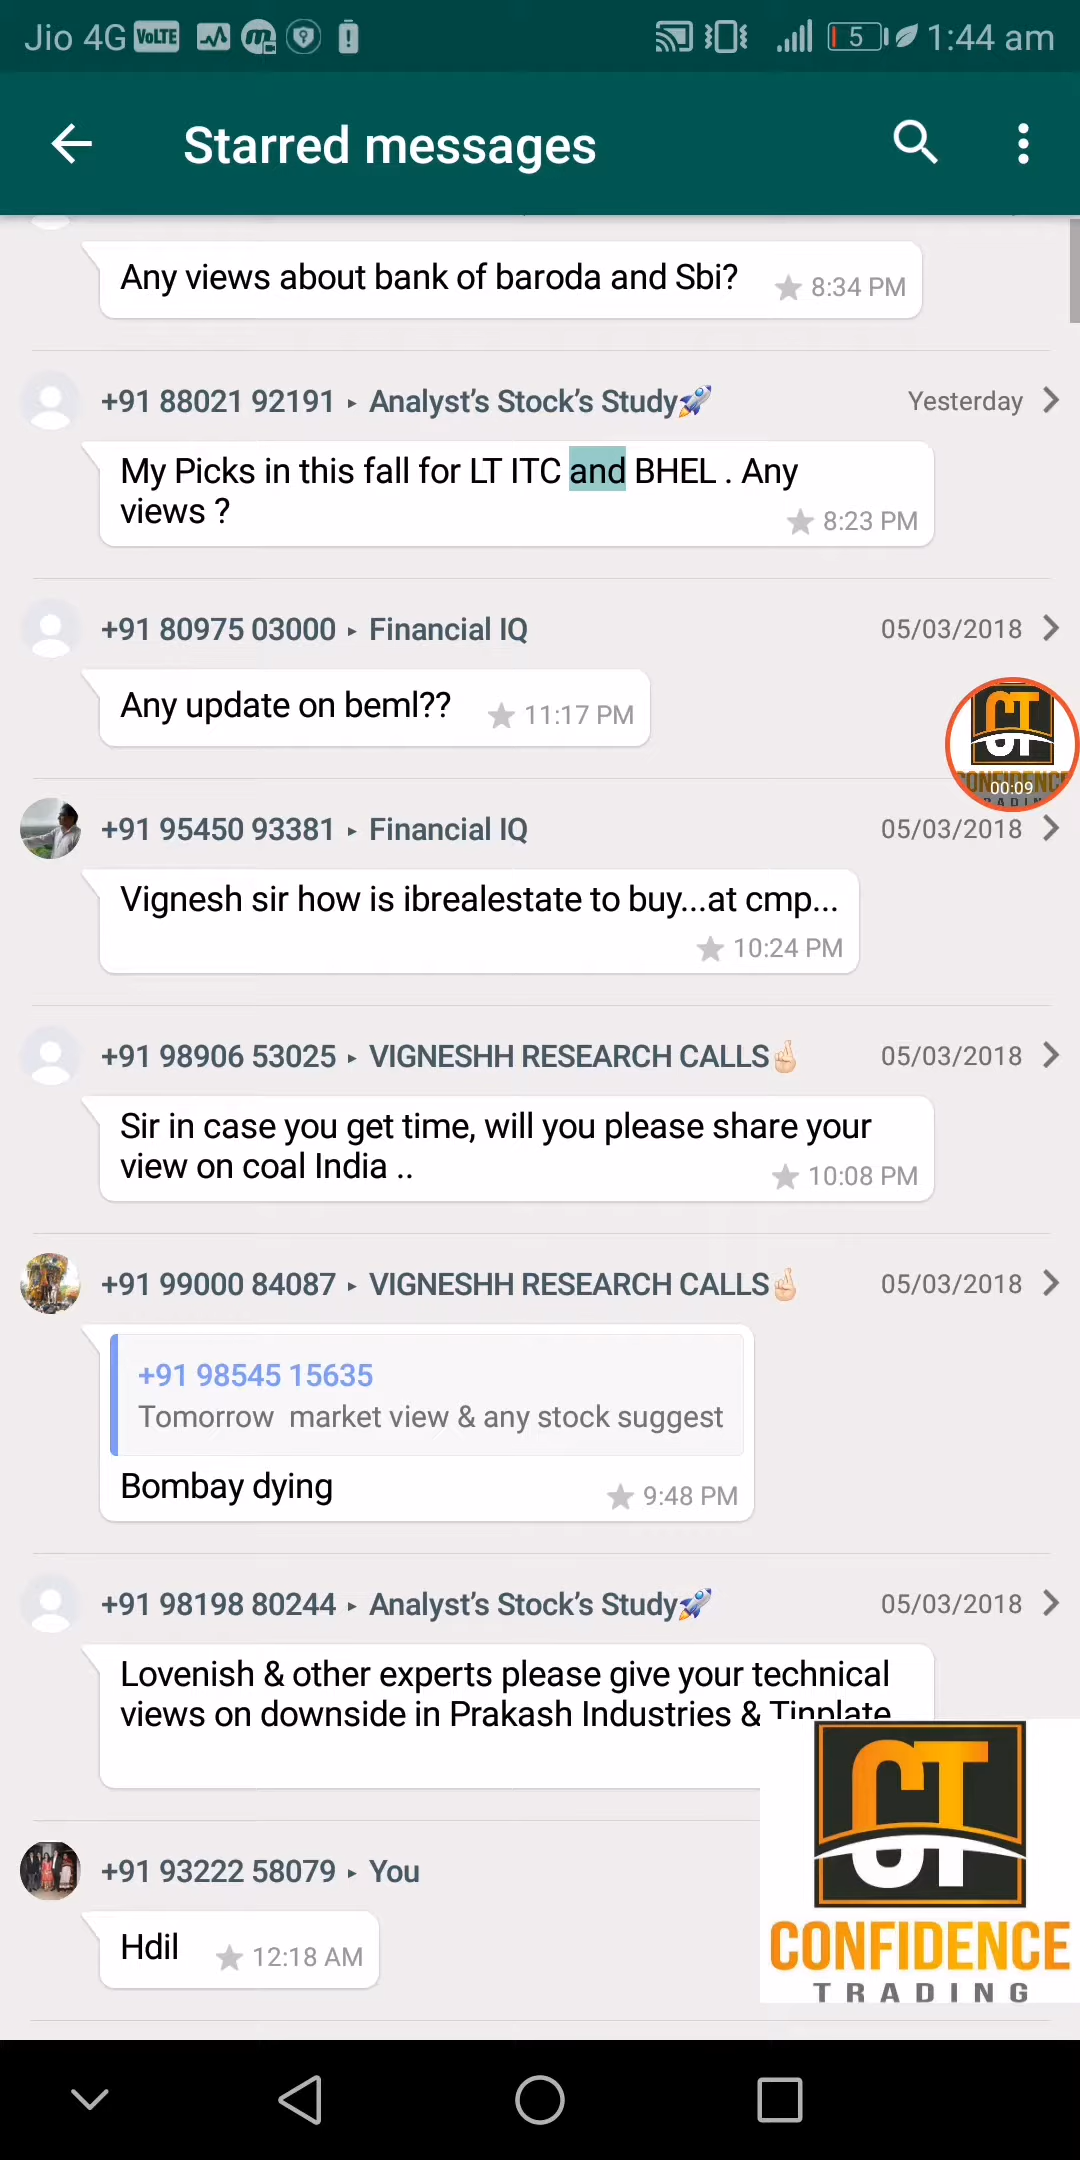 Jio 4G VoLTE 5 1:44 am
Starred messages
Any views about bank of baroda and Sbi? 8:34 PM
+91 88021 92191 ▸ Analyst's Stock's Study🚀 Yesterday
My Picks in this fall for LT ITC and BHEL . Any
views ? 8:23 PM
+91 80975 03000 ▸ Financial IQ 05/03/2018
Any update on beml?? 11:17 PM
CT
CONFIDENCE
00:09
TRADING
+91 95450 93381 ▸ Financial IQ 05/03/2018
Vignesh sir how is ibrealestate to buy...at cmp...
10:24 PM
+91 98906 53025 ▸ VIGNESHH RESEARCH CALLS🤞🏻 05/03/2018
Sir in case you get time, will you please share your
view on coal India .. 10:08 PM
+91 99000 84087 ▸ VIGNESHH RESEARCH CALLS🤞🏻 05/03/2018
+91 98545 15635
Tomorrow  market view & any stock suggest
Bombay dying 9:48 PM
+91 98198 80244 ▸ Analyst's Stock's Study🚀 05/03/2018
Lovenish & other experts please give your technical
views on downside in Prakash Industries & Tinplate
+91 93222 58079 ▸ You
Hdil 12:18 AM
CT
CONFIDENCE
TRADING